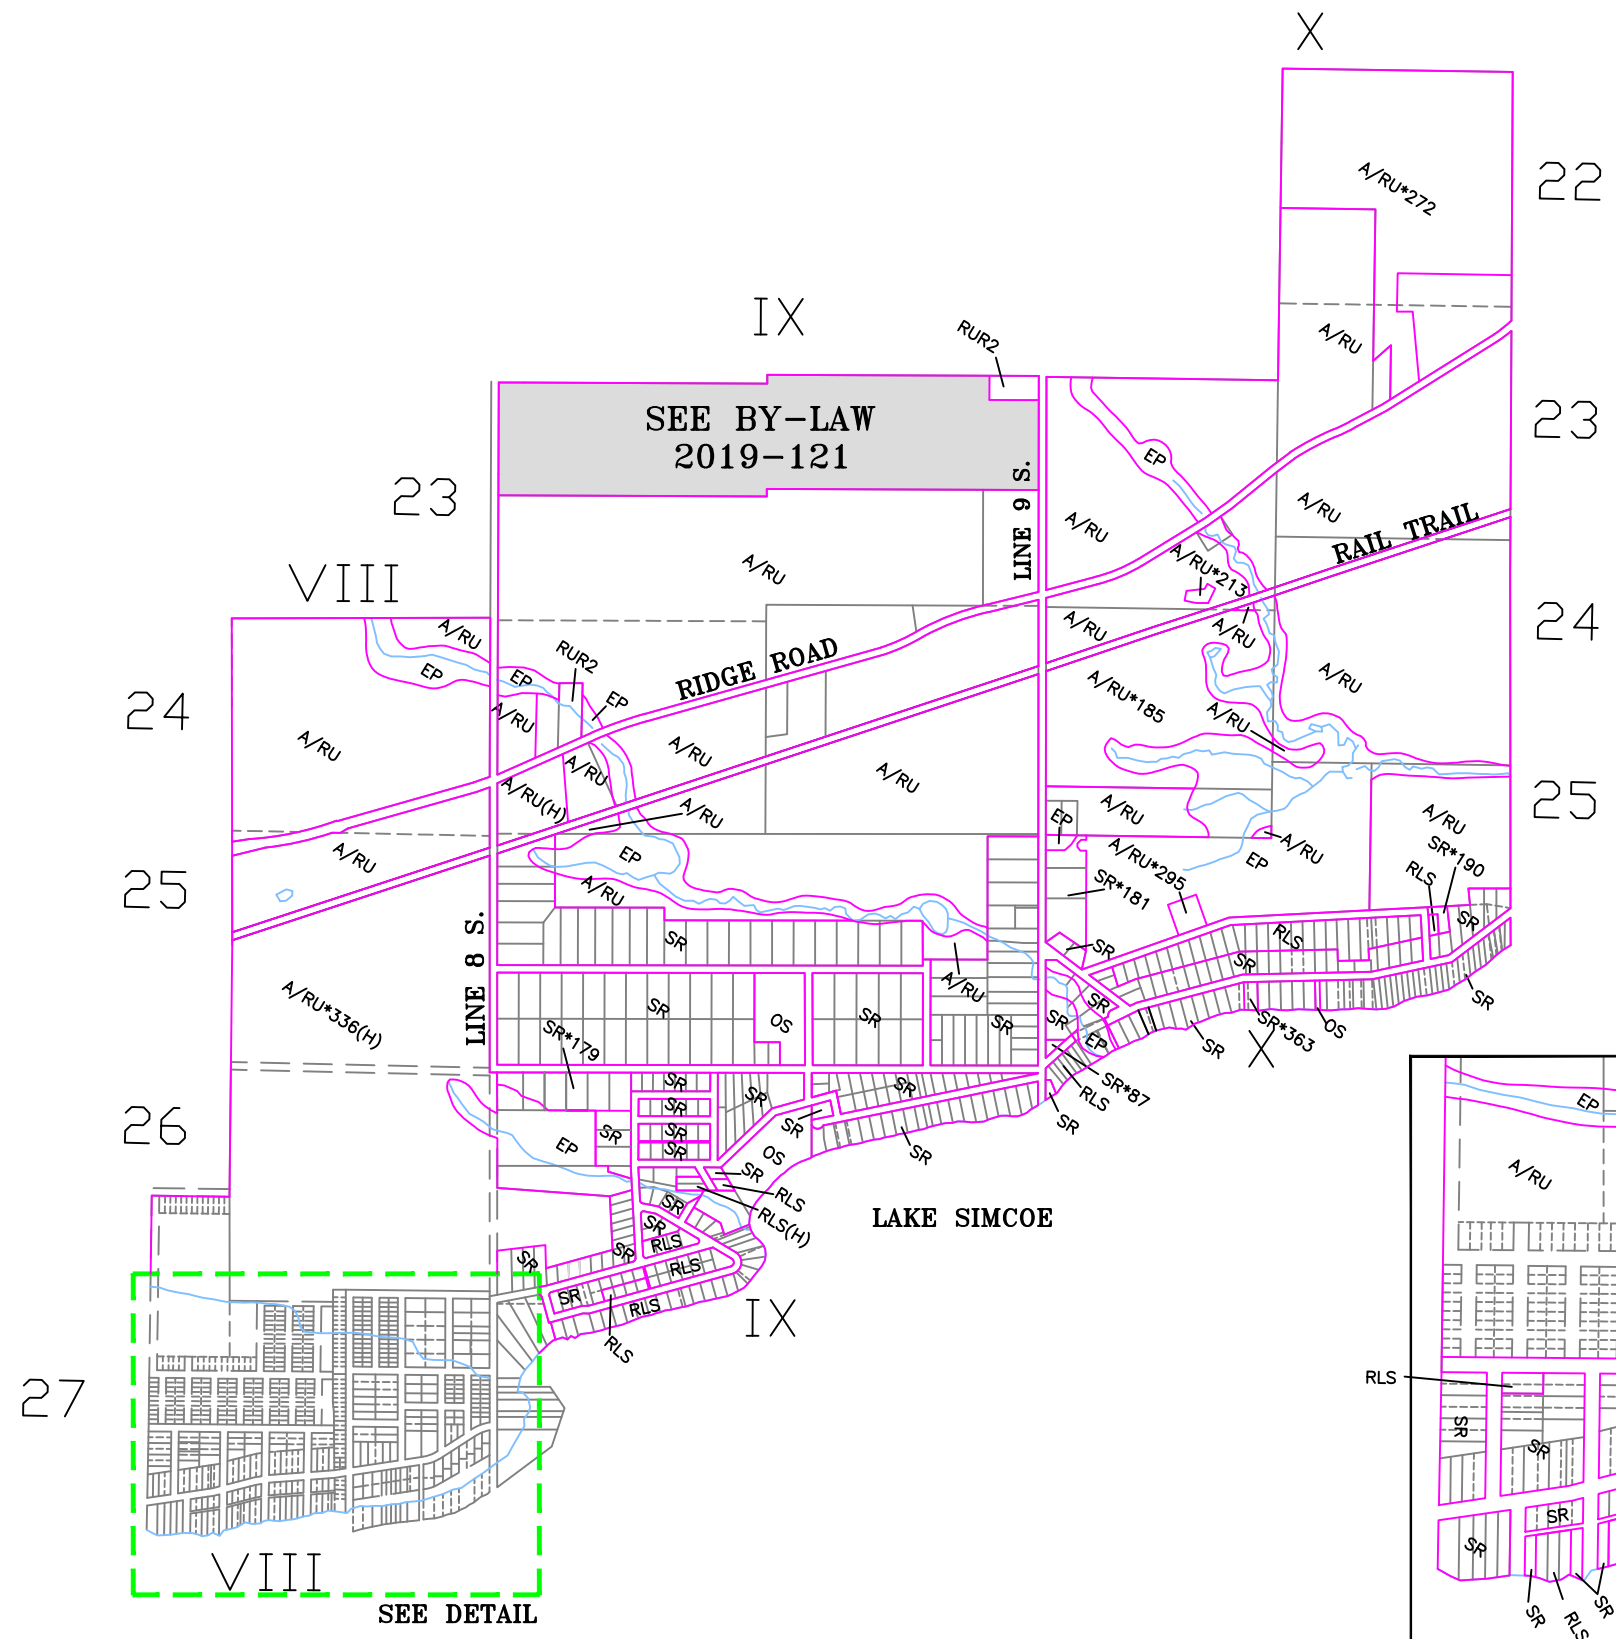 X
22
A/RU*272
IX
RUR2
A/RU
SEE BY-LAW
2019-121
23
LINE 9 S.
EP
23
A/RU
A/RU
RAIL TRAIL
A/RU
A/RU*213
VIII
A/RU
24
A/RU
EP
RUR2
EP
EP
RIDGE ROAD
A/RU
A/RU
24
A/RU
A/RU
A/RU
A/RU*185
A/RU
A/RU
A/RU
A/RU
A/RU(H)
A/RU
A/RU
EP
A/RU
A/RU
25
25
A/RU
EP
A/RU
A/RU*295
EP
SR*190
RLS
SR*181
A/RU
SR
SR
RLS
SR
SR
LINE 8 S.
A/RU*336(H)
SR
OS
SR
A/RU
SR
SR
SR
SR
EP
SR*363
OS
SR
SR
X
SR*179
SR
SR
SR
SR*87
RLS
SR
26
SR
SR
SR
SR
SR
SR
EP
OS
SR
RLS
RLS(H)
LAKE SIMCOE
SR
SR
RLS
SR
SR
RLS
SR
RLS
RLS
IX
27
VIII
SEE DETAIL
EP
A/RU
RLS
SR
SR
SR
SR
SR
RLS
SR